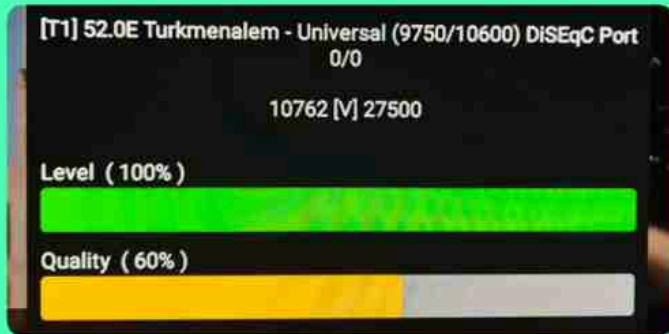 [T1] 52.0E Turkmenalem - Universal (9750/10600) DiSEqC Port
0/0
10762 [V] 27500
Level ( 100% )
Quality ( 60% )